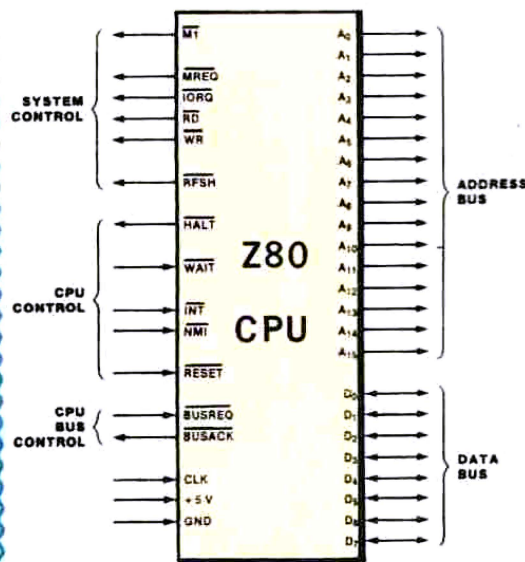 SYSTEM
CONTROL
M1
MREQ
IORQ
RD
WR
RFSH
CPU
CONTROL
HALT
WAIT
INT
NMI
RESET
CPU
BUS
CONTROL
BUSREQ
BUSACK
CLK
+5 V
GND
Z80
CPU
A0
A1
A2
A3
A4
A5
A6
A7
A8
A9
A10
A11
A12
A13
A14
A15
ADDRESS
BUS
D0
D1
D2
D3
D4
D5
D6
D7
DATA
BUS